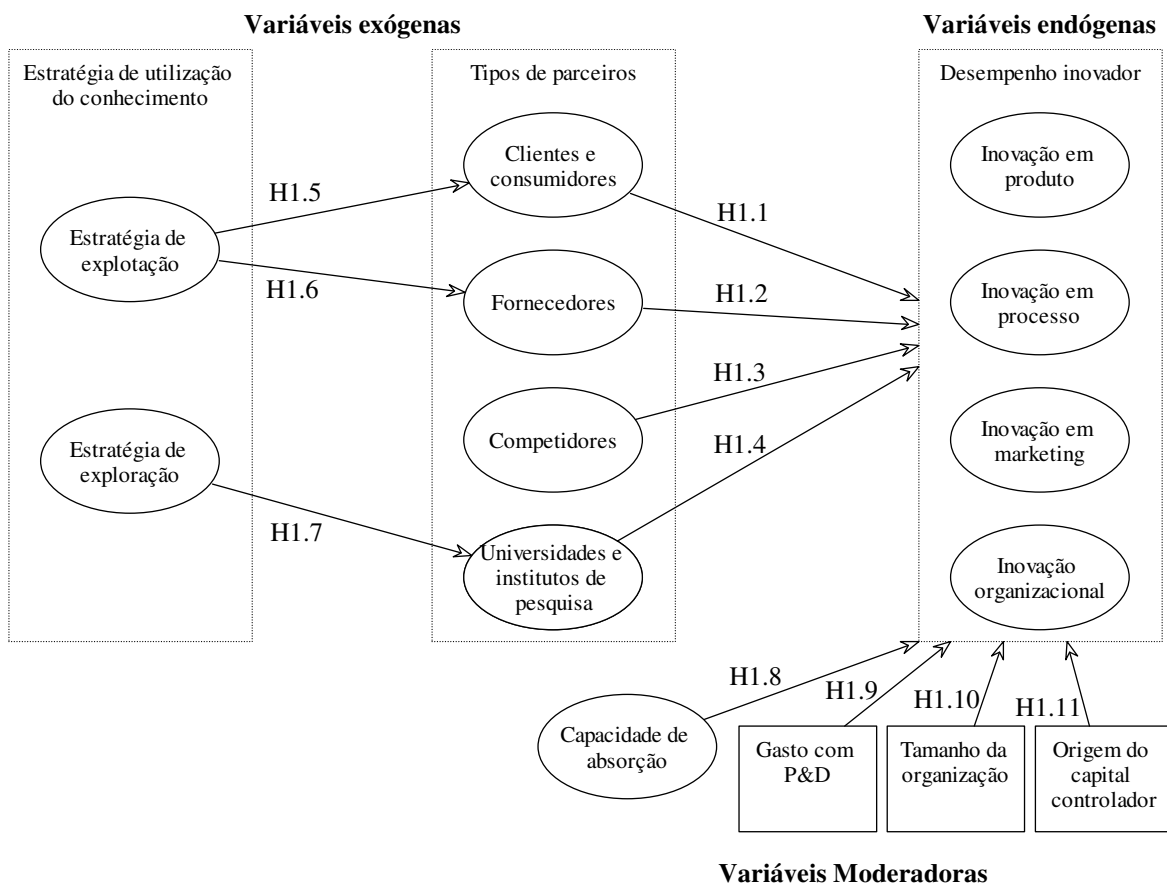 Variáveis exógenas
Variáveis endógenas
Estratégia de utilização
do conhecimento
Tipos de parceiros
Desempenho inovador
Estratégia de
explotação
Estratégia de
exploração
H1.5
H1.6
H1.7
Clientes e
consumidores
Fornecedores
Competidores
Universidades e
institutos de
pesquisa
H1.1
H1.2
H1.3
H1.4
Inovação em
produto
Inovação em
processo
Inovação em
marketing
Inovação
organizacional
H1.8
H1.9
H1.10
H1.11
Capacidade de
absorção
Gasto com
P&D
Tamanho da
organização
Origem do
capital
controlador
Variáveis Moderadoras